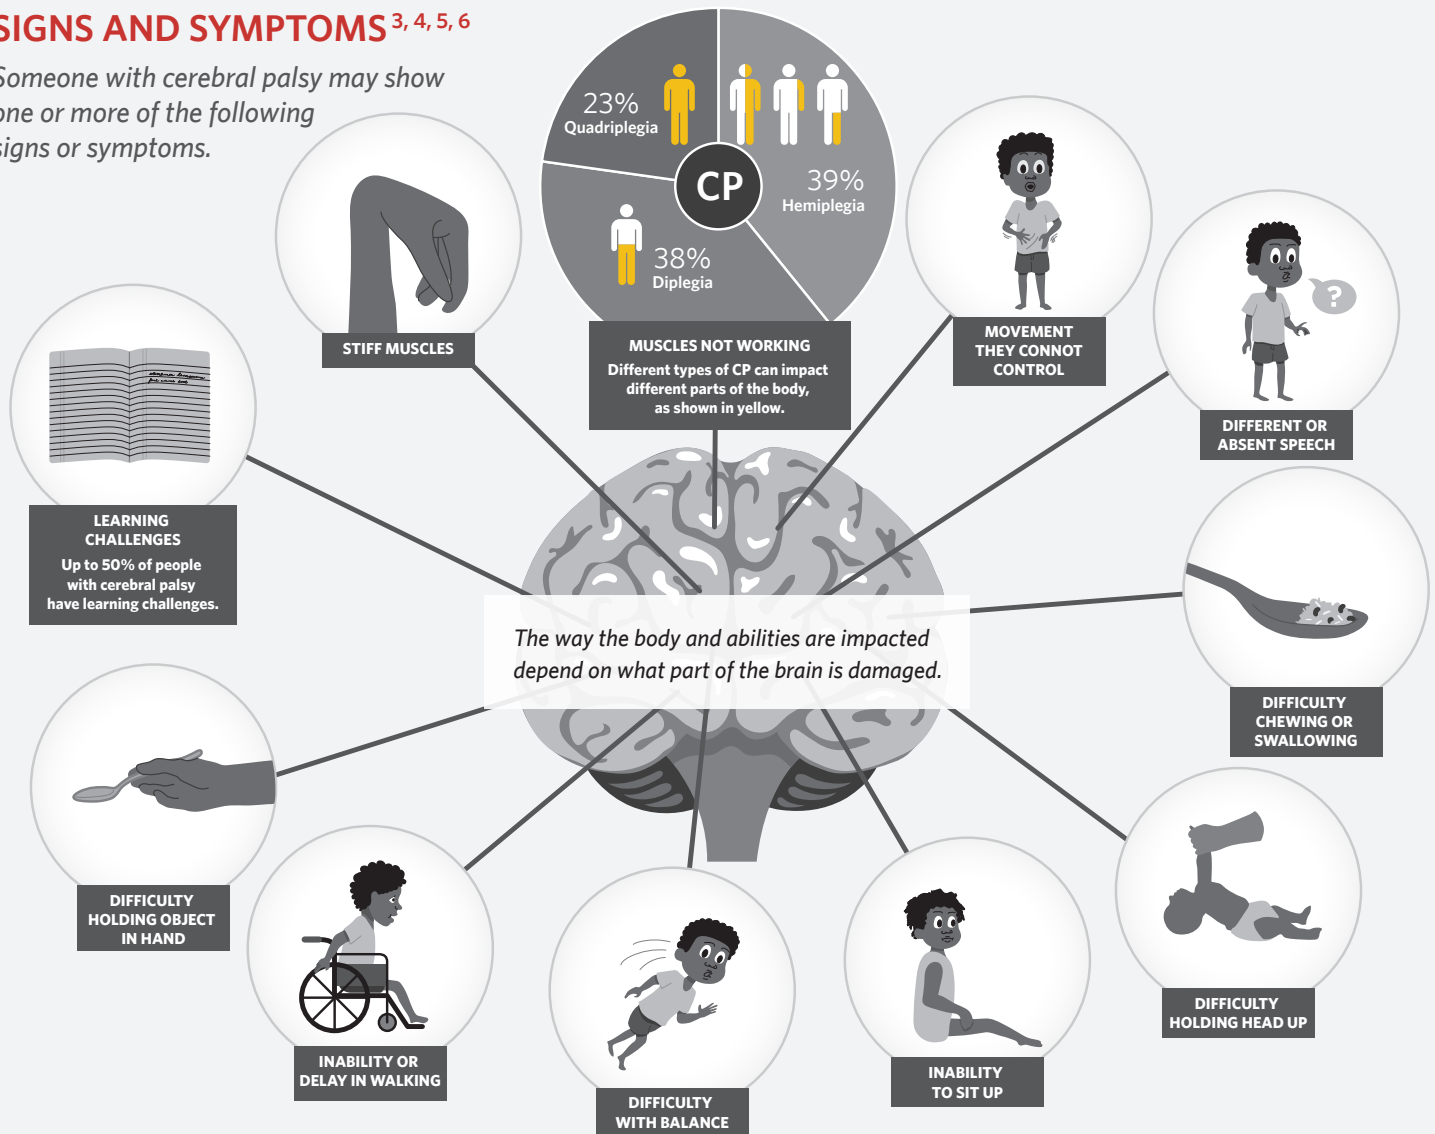 SIGNS AND SYMPTOMS 3, 4, 5, 6
Someone with cerebral palsy may show
one or more of the following
signs or symptoms.
23%
Quadriplegia
CP
39%
Hemiplegia
38%
Diplegia
MUSCLES NOT WORKING
Different types of CP can impact
different parts of the body,
as shown in yellow.
STIFF MUSCLES
MOVEMENT
THEY CONNOT
CONTROL
?
DIFFERENT OR
ABSENT SPEECH
LEARNING
CHALLENGES
Up to 50% of people
with cerebral palsy
have learning challenges.
The way the body and abilities are impacted
depend on what part of the brain is damaged.
DIFFICULTY
CHEWING OR
SWALLOWING
DIFFICULTY
HOLDING OBJECT
IN HAND
DIFFICULTY
HOLDING HEAD UP
INABILITY OR
DELAY IN WALKING
INABILITY
TO SIT UP
DIFFICULTY
WITH BALANCE